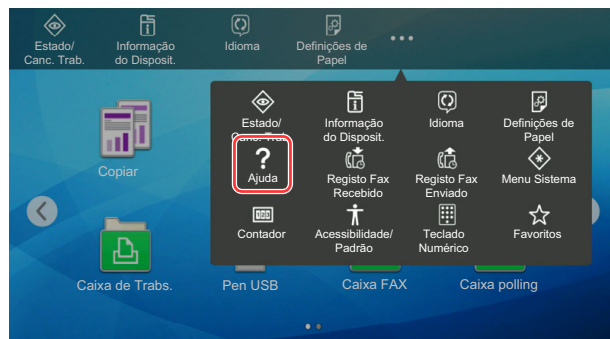 Estado/
Canc. Trab.
Informação
do Disposit.
Idioma
Definições de
Papel
Estado/
Canc. Trab.
Informação
do Disposit.
Idioma
Definições de
Papel
?
Ajuda
Registo Fax
Recebido
Registo Fax
Enviado
Menu Sistema
Contador
Acessibilidade/
Padrão
Teclado
Numérico
Favoritos
Copiar
Caixa de Trabs.
Pen USB
Caixa FAX
Caixa polling